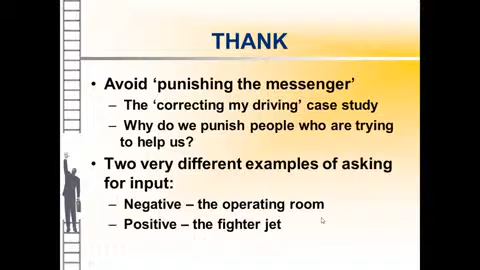 THANK
• Avoid ‘punishing the messenger’
– The ‘correcting my driving’ case study
– Why do we punish people who are trying
to help us?
• Two very different examples of asking
for input:
– Negative – the operating room
– Positive – the fighter jet